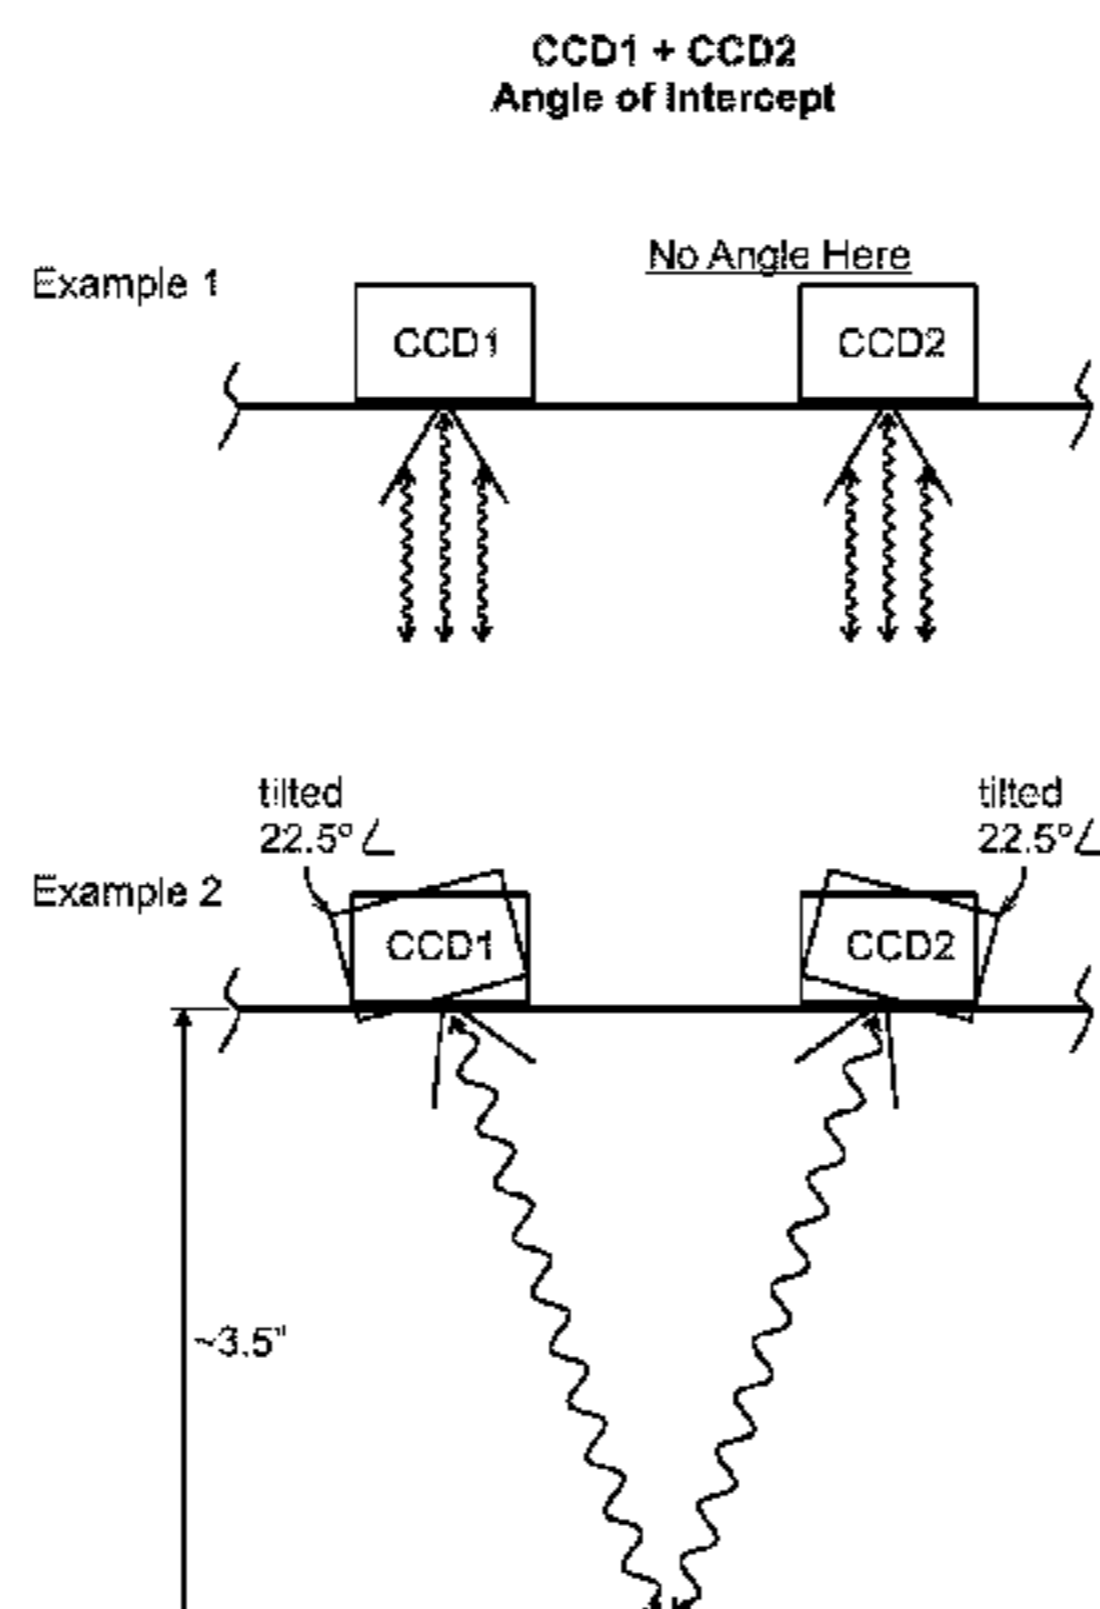 CCD1 + CCD2
Angle of Intercept
No Angle Here
Example 1
CCD1
CCD2
tilted
22.5°∠
tilted
22.5°∠
Example 2
CCD1
CCD2
~3.5"